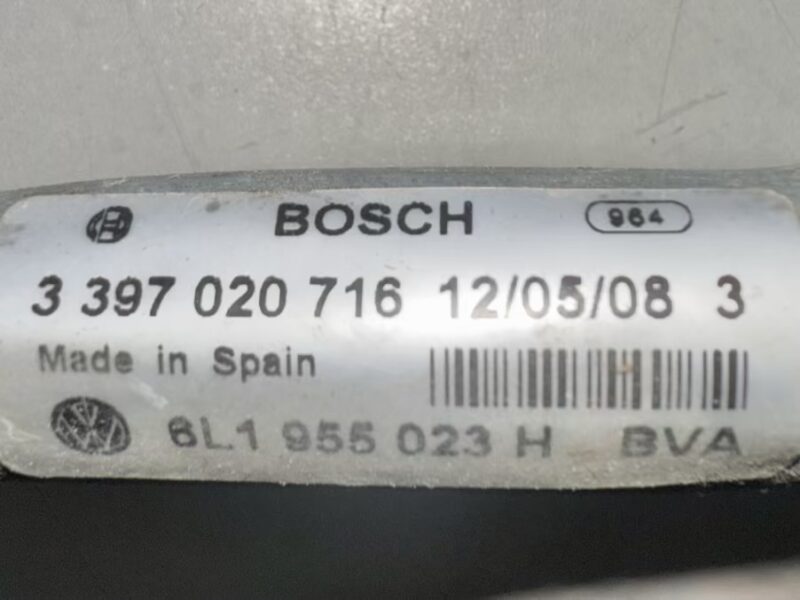 BOSCH 964
3 397 020 716 12/05/08 3
Made in Spain
6L1 955 023 H BVA